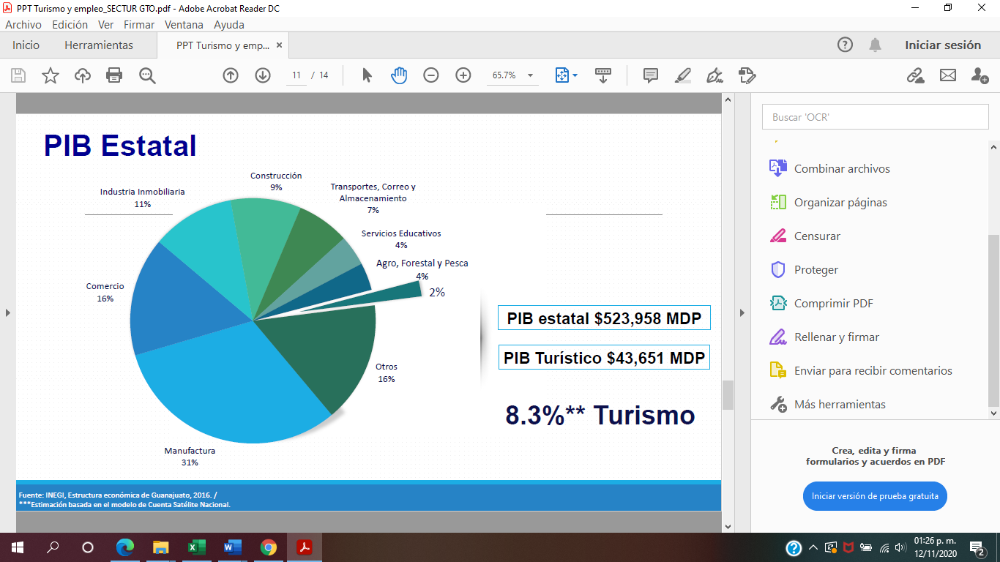 PPT Turismo y empleo_SECTUR GTO.pdf - Adobe Acrobat Reader DC
Archivo Edición Ver Firmar Ventana Ayuda
Inicio Herramientas PPT Turismo y emp... × Iniciar sesión
11 / 14 65.7%
PIB Estatal
Construcción
9%
Transportes, Correo y
Almacenamiento
7%
Industria Inmobiliaria
11%
Servicios Educativos
4%
Agro, Forestal y Pesca
4%
2%
Comercio
16%
Otros
16%
Manufactura
31%
PIB estatal $523,958 MDP
PIB Turístico $43,651 MDP
8.3%** Turismo
Fuente: INEGI, Estructura económica de Guanajuato, 2016. /
***Estimación basada en el modelo de Cuenta Satélite Nacional.
Buscar 'OCR'
Combinar archivos
Organizar páginas
Censurar
Proteger
Comprimir PDF
Rellenar y firmar
Enviar para recibir comentarios
Más herramientas
Crea, edita y firma
formularios y acuerdos en PDF
Iniciar versión de prueba gratuita
01:26 p. m.
12/11/2020
2